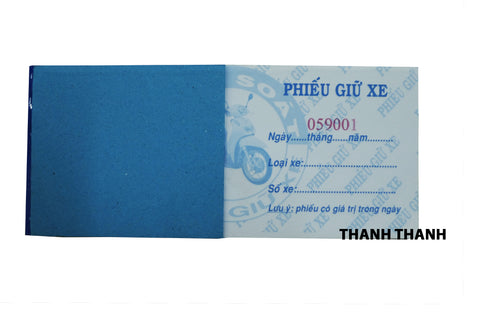 PHIẾU GIỮ XE
059001
Ngày......tháng......năm............
Loại xe:
Số xe:
Lưu ý: phiếu có giá trị trong ngày
THANH THANH